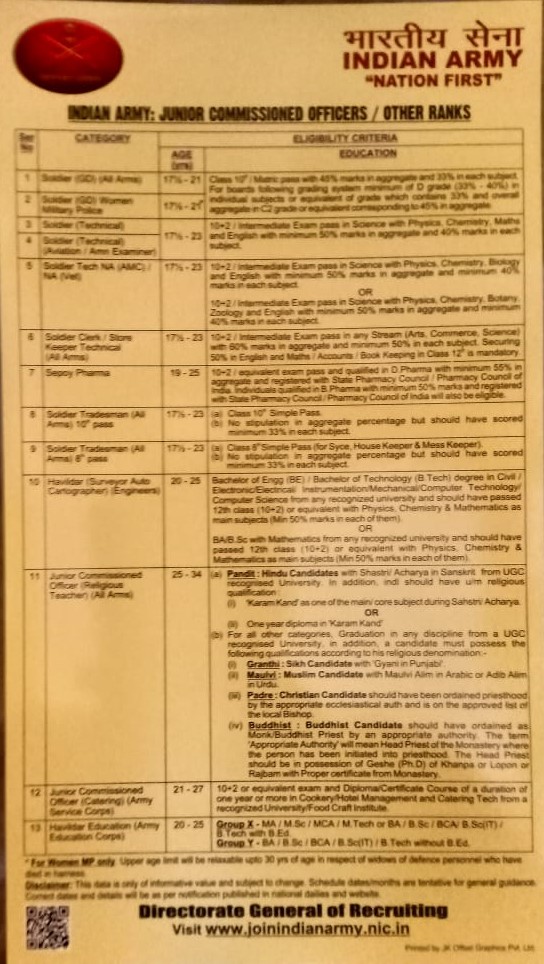 भारतीय सेना
INDIAN ARMY
"NATION FIRST"
INDIAN ARMY: JUNIOR COMMISSIONED OFFICERS / OTHER RANKS
Ser No CATEGORY ELIGIBILITY CRITERIA
AGE (yrs) EDUCATION
1 Soldier (GD) (All Arms) 17½ - 21
2 Soldier (GD) Women Military Police 17½ - 21*
Class 10th / Matric pass with 45% marks in aggregate and 33% in each subject.
For boards following grading system minimum of D grade (33% - 40%) in
individual subjects or equivalent of grade which contains 33% and overall
aggregate in C2 grade or equivalent corresponding to 45% in aggregate.
3 Soldier (Technical)
4 Soldier (Technical)
(Aviation / Amn Examiner)
17½ - 23
10+2 / Intermediate Exam pass in Science with Physics, Chemistry, Maths
and English with minimum 50% marks in aggregate and 40% marks in each
subject.
5 Soldier Tech NA (AMC) /
NA (Vet)
17½ - 23
10+2 / Intermediate Exam pass in Science with Physics, Chemistry, Biology
and English with minimum 50% marks in aggregate and minimum 40%
marks in each subject.
OR
10+2 / Intermediate Exam pass in Science with Physics, Chemistry, Botany,
Zoology and English with minimum 50% marks in aggregate and minimum
40% marks in each subject.
6 Soldier Clerk / Store
Keeper Technical
(All Arms)
17½ - 23
10+2 / Intermediate Exam pass in any Stream (Arts, Commerce, Science)
with 60% marks in aggregate and minimum 50% in each subject. Securing
50% in English and Maths / Accounts / Book Keeping in Class 12th is mandatory.
7 Sepoy Pharma 19 - 25
10+2 / equivalent exam pass and qualified in D.Pharma with minimum 55% in
aggregate and registered with State Pharmacy Council / Pharmacy Council of
India. Individuals qualified in B.Pharma with minimum 50% marks and registered
with State Pharmacy Council / Pharmacy Council of India will also be eligible.
8 Soldier Tradesman (All
Arms) 10th pass
17½ - 23
(a) Class 10th Simple Pass.
(b) No stipulation in aggregate percentage but should have scored
minimum 33% in each subject.
9 Soldier Tradesman (All
Arms) 8th pass
17½ - 23
(a) Class 8th Simple Pass (for Syce, House Keeper & Mess Keeper).
(b) No stipulation in aggregate percentage but should have scored
minimum 33% in each subject.
10 Havildar (Surveyor Auto
Cartographer) (Engineers)
20 - 25
Bachelor of Engg (BE) / Bachelor of Technology (B Tech) degree in Civil /
Electronic/Electrical/ Instrumentation/Mechanical/Computer Technology/
Computer Science from any recognized university and should have passed
12th class (10+2) or equivalent with Physics, Chemistry & Mathematics as
main subjects (Min 50% marks in each of them).
OR
BA/B.Sc with Mathematics from any recognized university and should have
passed 12th class (10+2) or equivalent with Physics, Chemistry &
Mathematics as main subjects (Min 50% marks in each of them).
11 Junior Commissioned
Officer (Religious
Teacher) (All Arms)
25 - 34
(a) Pandit : Hindu Candidates with Shastri/ Acharya in Sanskrit from UGC
recognised University. In addition, indl should have u/m religious
qualification :
(i) 'Karam Kand' as one of the main/ core subject during Sahstri/ Acharya.
OR
(ii) One year diploma in 'Karam Kand'
(b) For all other categories, Graduation in any discipline from a UGC
recognised University, in addition, a candidate must possess the
following qualifications according to his religious denomination:-
(i) Granthi : Sikh Candidate with 'Gyani in Punjabi'.
(ii) Maulvi : Muslim Candidate with Maulvi Alim in Arabic or Adib Alim
in Urdu.
(iii) Padre : Christian Candidate should have been ordained priesthood
by the appropriate ecclesiastical auth and is on the approved list of
the local Bishop.
(iv) Buddhist : Buddhist Candidate should have ordained as
Monk/Buddhist Priest by an appropriate authority. The term
'Appropriate Authority' will mean Head Priest of the Monastery where
the person has been initiated into priesthood. The Head Priest
should be in possession of Geshe (Ph.D) of Khanpa or Lopon or
Rajbam with Proper certificate from Monastery.
12 Junior Commissioned
Officer (Catering) (Army
Service Corps)
21 - 27
10+2 or equivalent exam and Diploma/Certificate Course of a duration of
one year or more in Cookery/Hotel Management and Catering Tech from a
recognized University/Food Craft Institute.
13 Havildar Education (Army
Education Corps)
20 - 25
Group X - MA / M.Sc / MCA / M.Tech or BA / B.Sc / BCA/ B.Sc(IT) /
B.Tech with B.Ed.
Group Y - BA / B.Sc / BCA / B.Sc(IT) / B.Tech without B.Ed.
* For Women MP only: Upper age limit will be relaxable upto 30 yrs of age in respect of widows of defence personnel who have
died in harness.
Disclaimer: This data is only of informative value and subject to change. Schedule dates/months are tentative for general guidance.
Correct dates and details will be as per notification published in national dailies and website.
Directorate General of Recruiting
Visit www.joinindianarmy.nic.in
Printed by JK Offset Graphics Pvt. Ltd.